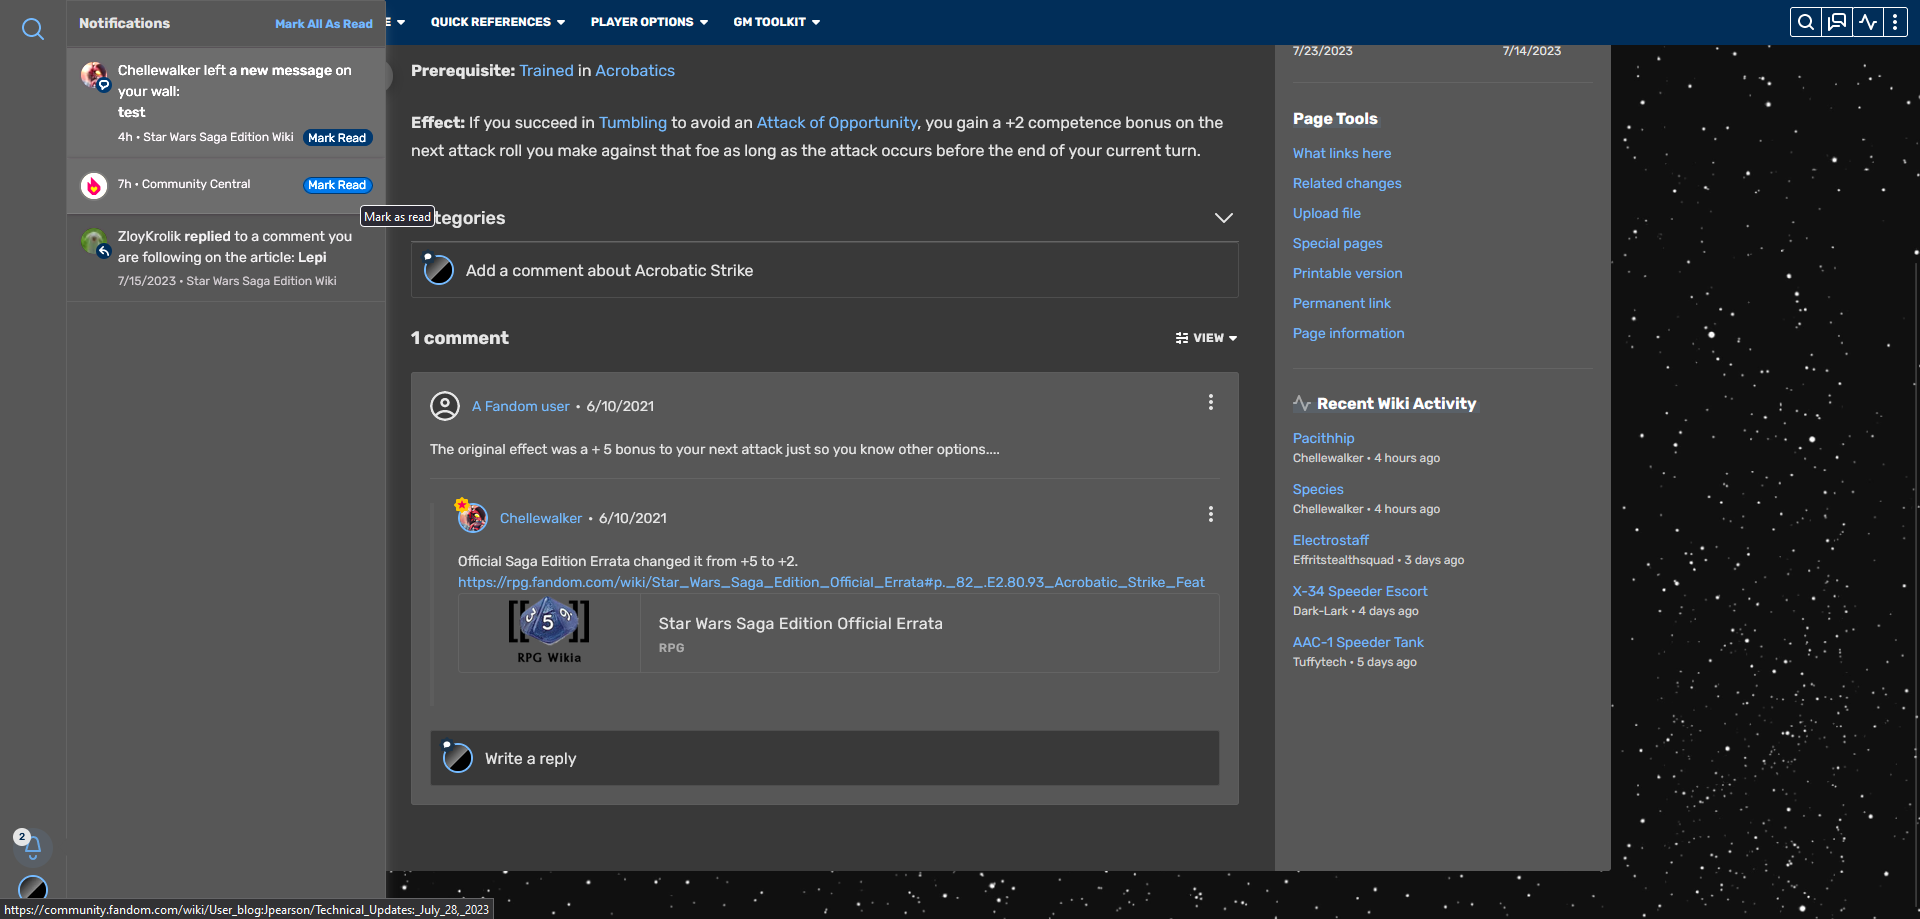 Notifications
Mark All As Read
Chellewalker left a new message on
your wall:
test
4h • Star Wars Saga Edition Wiki
Mark Read
7h • Community Central
Mark Read
Mark as read
ZloyKrolik replied to a comment you
are following on the article: Lepi
7/15/2023 • Star Wars Saga Edition Wiki
2
E
QUICK REFERENCES
PLAYER OPTIONS
GM TOOLKIT
Prerequisite: Trained in Acrobatics
Effect: If you succeed in Tumbling to avoid an Attack of Opportunity, you gain a +2 competence bonus on the
next attack roll you make against that foe as long as the attack occurs before the end of your current turn.
tegories
Add a comment about Acrobatic Strike
1 comment
VIEW
A Fandom user • 6/10/2021
The original effect was a + 5 bonus to your next attack just so you know other options....
Chellewalker • 6/10/2021
Official Saga Edition Errata changed it from +5 to +2.
https://rpg.fandom.com/wiki/Star_Wars_Saga_Edition_Official_Errata#p._82_.E2.80.93_Acrobatic_Strike_Feat
5
RPG Wikia
Star Wars Saga Edition Official Errata
RPG
Write a reply
7/23/2023
7/14/2023
Page Tools
What links here
Related changes
Upload file
Special pages
Printable version
Permanent link
Page information
Recent Wiki Activity
Pacithhip
Chellewalker • 4 hours ago
Species
Chellewalker • 4 hours ago
Electrostaff
Effritstealthsquad • 3 days ago
X-34 Speeder Escort
Dark-Lark • 4 days ago
AAC-1 Speeder Tank
Tuffytech • 5 days ago
https://community.fandom.com/wiki/User_blog:Jpearson/Technical_Updates:_July_28,_2023